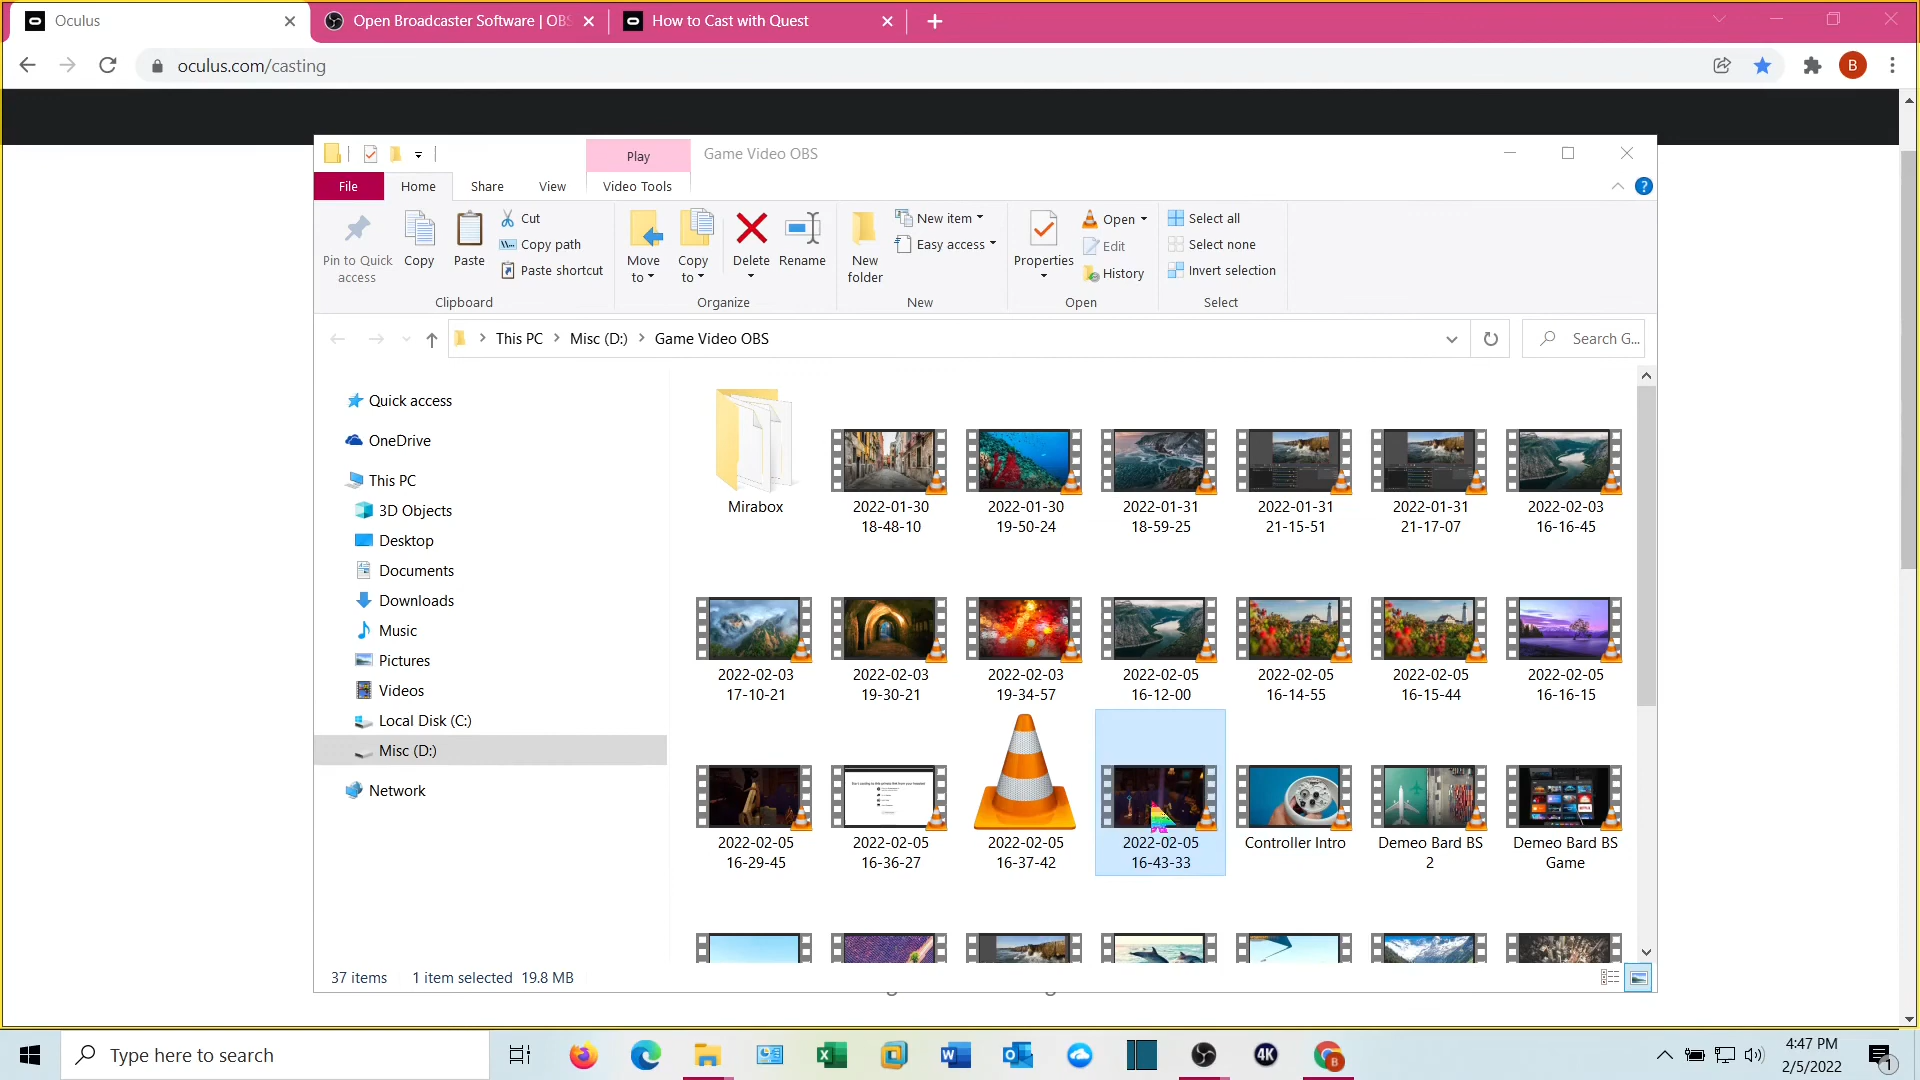 Oculus
Open Broadcaster Software | OBS
How to Cast with Quest
oculus.com/casting
B
Play
Game Video OBS
File
Home
Share
View
Video Tools
?
Pin to Quick access
Copy
Paste
Cut
Copy path
Paste shortcut
Clipboard
Move to
Copy to
Delete
Rename
Organize
New folder
New item
Easy access
New
Properties
Open
Edit
History
Open
Select all
Select none
Invert selection
Select
This PC
Misc (D:)
Game Video OBS
Search G...
Quick access
OneDrive
This PC
3D Objects
Desktop
Documents
Downloads
Music
Pictures
Videos
Local Disk (C:)
Misc (D:)
Network
Mirabox
2022-01-30 18-48-10
2022-01-30 19-50-24
2022-01-31 18-59-25
2022-01-31 21-15-51
2022-01-31 21-17-07
2022-02-03 16-16-45
2022-02-03 17-10-21
2022-02-03 19-30-21
2022-02-03 19-34-57
2022-02-05 16-12-00
2022-02-05 16-14-55
2022-02-05 16-15-44
2022-02-05 16-16-15
2022-02-05 16-29-45
2022-02-05 16-36-27
2022-02-05 16-37-42
2022-02-05 16-43-33
Controller Intro
Demeo Bard BS 2
Demeo Bard BS Game
37 items
1 item selected 19.8 MB
Type here to search
4K
B
4:47 PM
2/5/2022
1